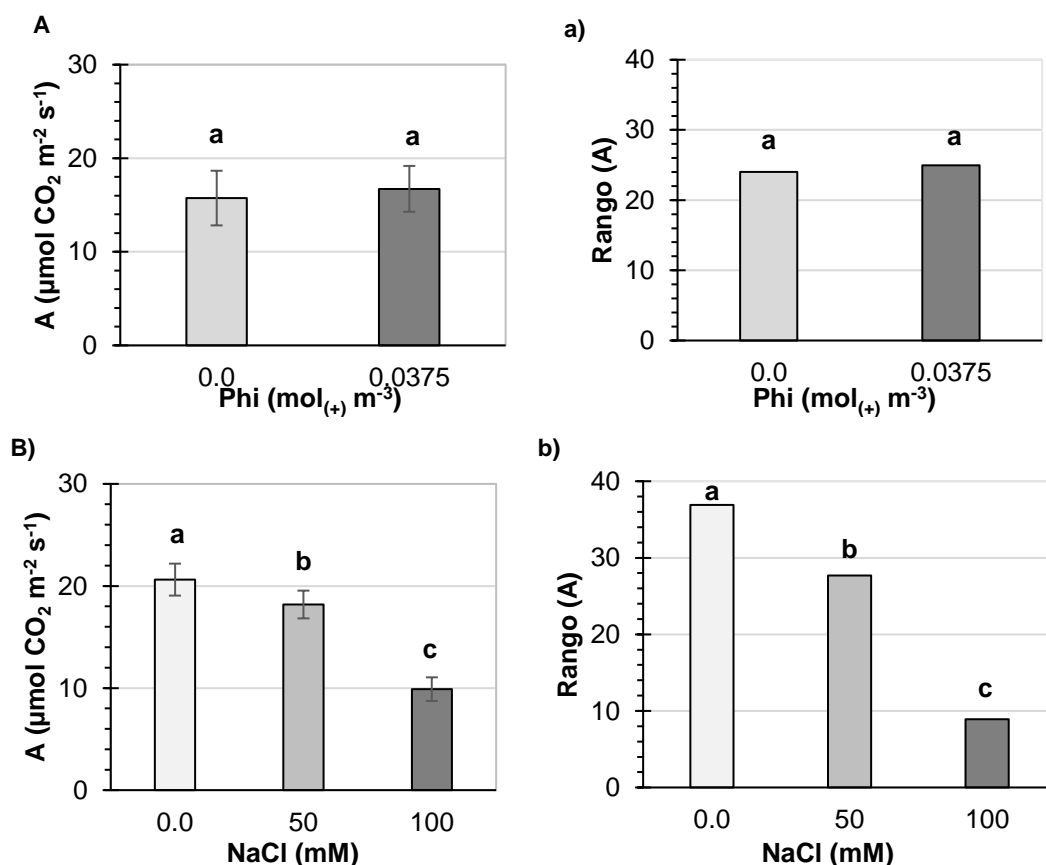 A
30
20
10
0
A (µmol CO₂ m⁻² s⁻¹)
a a
0.0 0.0375
Phi (mol₍₊₎ m⁻³)
a)
40
30
20
10
0
Rango (A)
a a
0.0 0.0375
Phi (mol₍₊₎ m⁻³)
B)
30
20
10
0
A (µmol CO₂ m⁻² s⁻¹)
a
b
c
0.0 50 100
NaCl (mM)
b)
40
30
20
10
0
Rango (A)
a
b
c
0.0 50 100
NaCl (mM)